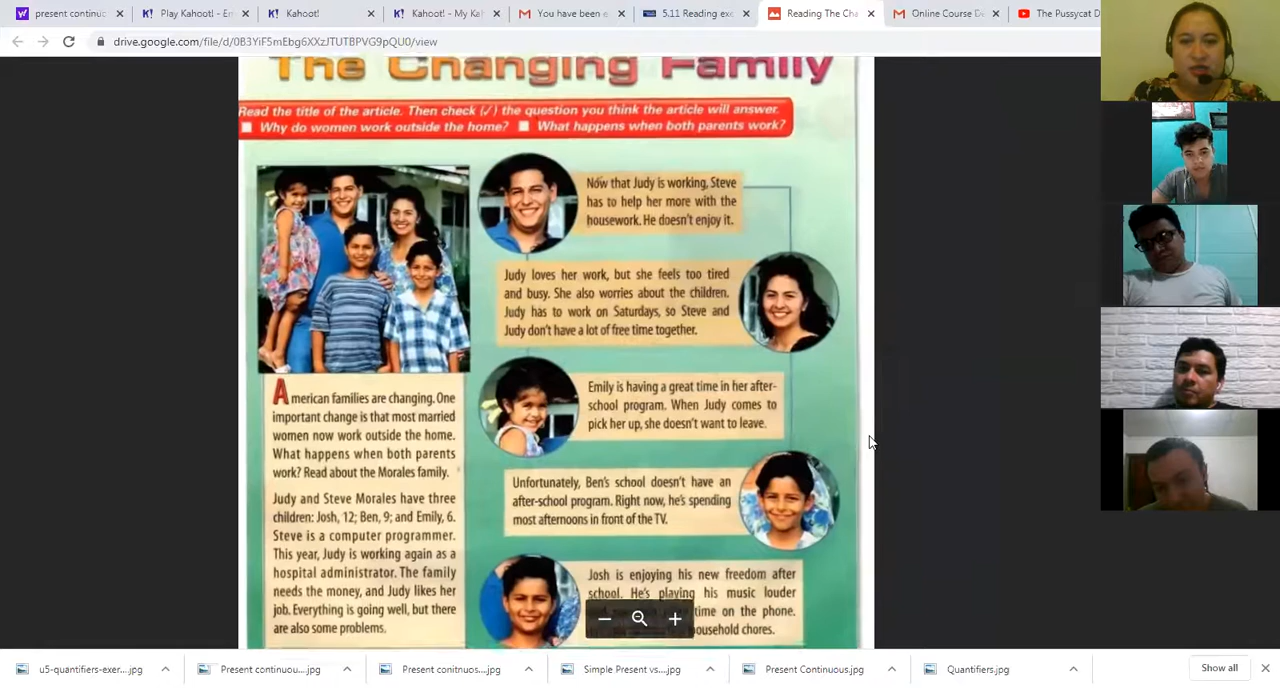 present continuo
Play Kahoot! - En
Kahoot!
Kahoot! - My Ka
You have been e
5.11 Reading exe
Reading The Cha
Online Course De
The Pussycat D
drive.google.com/file/d/0B3YiF5mEbg6XXzJTUTBPVG9pQU0/view
The Changing Family
Read the title of the article. Then check (✓) the question you think the article will answer.
Why do women work outside the home? What happens when both parents work?
Now that Judy is working, Steve
has to help her more with the
housework. He doesn't enjoy it.
Judy loves her work, but she feels too tired
and busy. She also worries about the children.
Judy has to work on Saturdays, so Steve and
Judy don't have a lot of free time together.
Emily is having a great time in her after-
school program. When Judy comes to
pick her up, she doesn't want to leave.
Unfortunately, Ben's school doesn't have an
after-school program. Right now, he's spending
most afternoons in front of the TV.
Josh is enjoying his new freedom after
school. He's playing his music louder
time on the phone.
household chores.
American families are changing. One
important change is that most married
women now work outside the home.
What happens when both parents
work? Read about the Morales family.
Judy and Steve Morales have three
children: Josh, 12; Ben, 9; and Emily, 6.
Steve is a computer programmer.
This year, Judy is working again as a
hospital administrator. The family
needs the money, and Judy likes her
job. Everything is going well, but there
are also some problems.
u5-quantifiers-exer....jpg
Present continuou....jpg
Present continuos....jpg
Simple Present vs....jpg
Present Continuous.jpg
Quantifiers.jpg
Show all